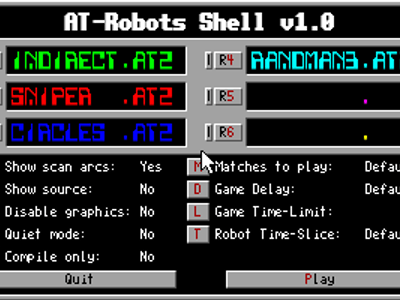 AT-Robots Shell v1.0
INDIRECT.AT2 R4 RANDMAN3.AT
SNIPER .AT2 R5 .
CIRCLES .AT2 R6 .
Show scan arcs: Yes M Matches to play: Defau
Show source: No D Game Delay: Defau
Disable graphics: No L Game Time-Limit:
Quiet mode: No T Robot Time-Slice: Defau
Compile only: No
Quit Play